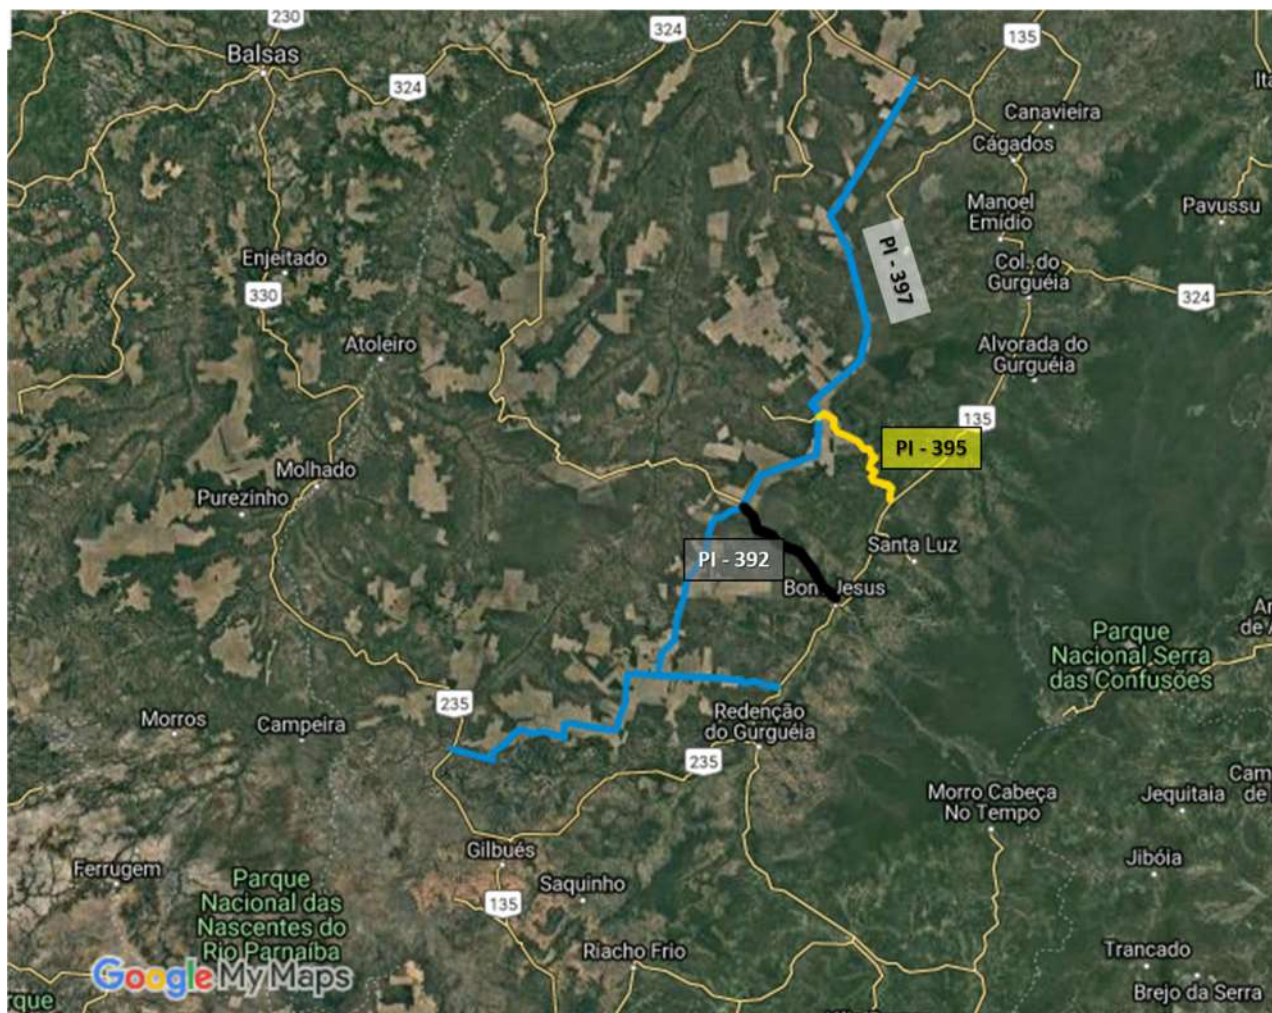 230
324
135
Balsas
324
Canavieira
Cágados
Manoel
Emídio
Pavussu
PI - 397
Enjeitado
Col. do
Gurguéia
330
324
Atoleiro
Alvorada do
Gurguéia
135
PI - 395
Molhado
Purezinho
Santa Luz
PI - 392
Jesus
Parque
Nacional Serra
das Confusões
235
Morros
Campeira
Redenção
do Gurguéia
235
Morro Cabeça
No Tempo
Jequitaia
Gilbués
Jibóia
Ferrugem
Parque
Nacional das
Nascentes do
Rio Parnaíba
Saquinho
135
Riacho Frio
Trancado
Google My Maps
Brejo da Serra